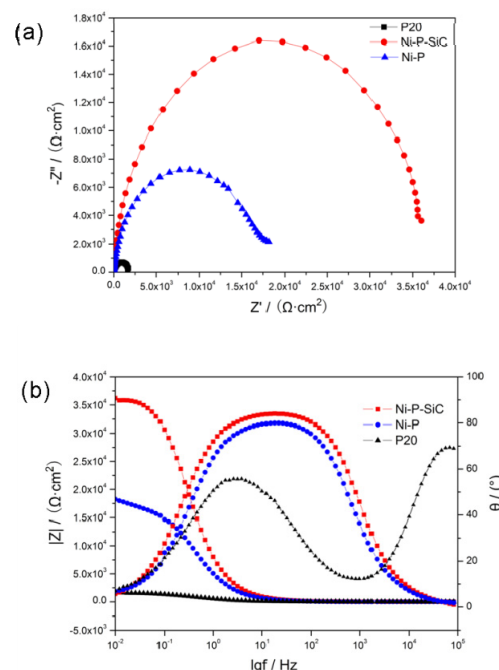 (a)
P20
Ni-P-SiC
Ni-P
1.8x10⁴
1.6x10⁴
1.4x10⁴
1.2x10⁴
1.0x10⁴
8.0x10³
6.0x10³
4.0x10³
2.0x10³
0.0
-Z'' / (Ω·cm²)
0.0 5.0x10³ 1.0x10⁴ 1.5x10⁴ 2.0x10⁴ 2.5x10⁴ 3.0x10⁴ 3.5x10⁴ 4.0x10⁴
Z' / (Ω·cm²)
(b)
Ni-P-SiC
Ni-P
P20
4.0x10⁴
3.5x10⁴
3.0x10⁴
2.5x10⁴
2.0x10⁴
1.5x10⁴
1.0x10⁴
5.0x10³
0.0
-5.0x10³
|Z| / (Ω·cm²)
100
80
60
40
20
0
θ / (°)
10⁻² 10⁻¹ 10⁰ 10¹ 10² 10³ 10⁴ 10⁵
lgf / Hz